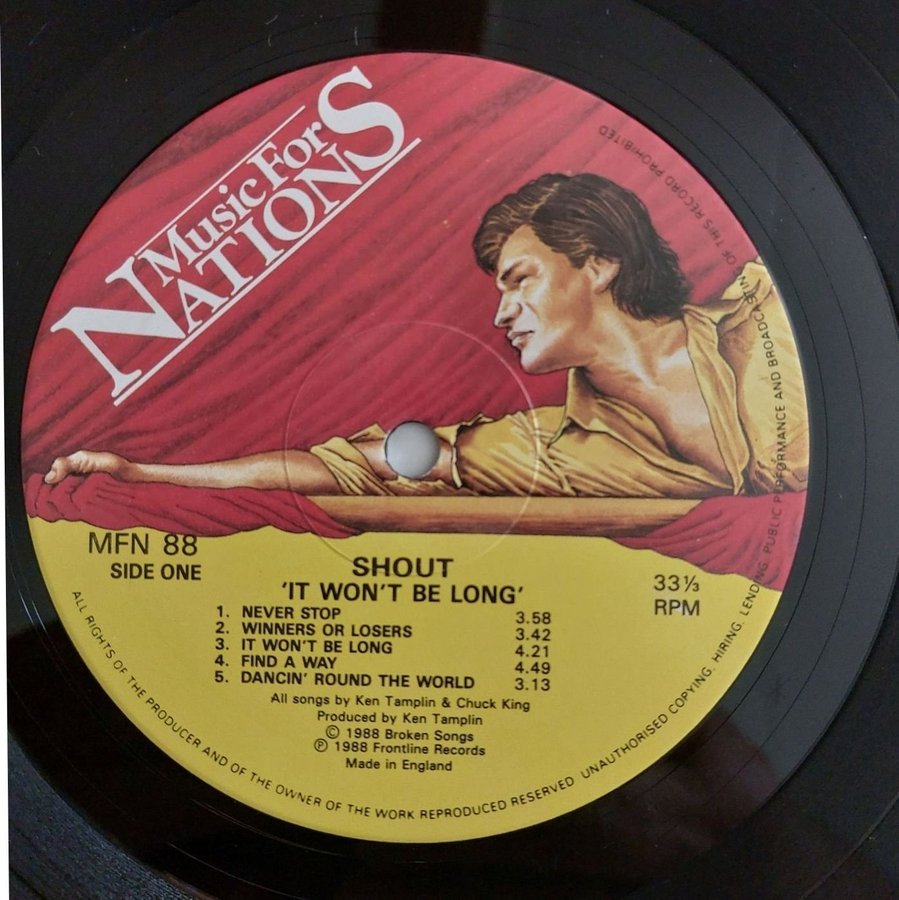 Music For
NATIONS
MFN 88
SIDE ONE
SHOUT
'IT WON'T BE LONG'
33⅓
RPM
1. NEVER STOP 3.58
2. WINNERS OR LOSERS 3.42
3. IT WON'T BE LONG 4.21
4. FIND A WAY 4.49
5. DANCIN' ROUND THE WORLD 3.13
All songs by Ken Tamplin & Chuck King
Produced by Ken Tamplin
© 1988 Broken Songs
℗ 1988 Frontline Records
Made in England
ALL RIGHTS OF THE PRODUCER AND OF THE OWNER OF THE WORK REPRODUCED RESERVED UNAUTHORISED COPYING. HIRING. LENDING. PUBLIC PERFORMANCE AND BROADCASTING OF THIS RECORD PROHIBITED